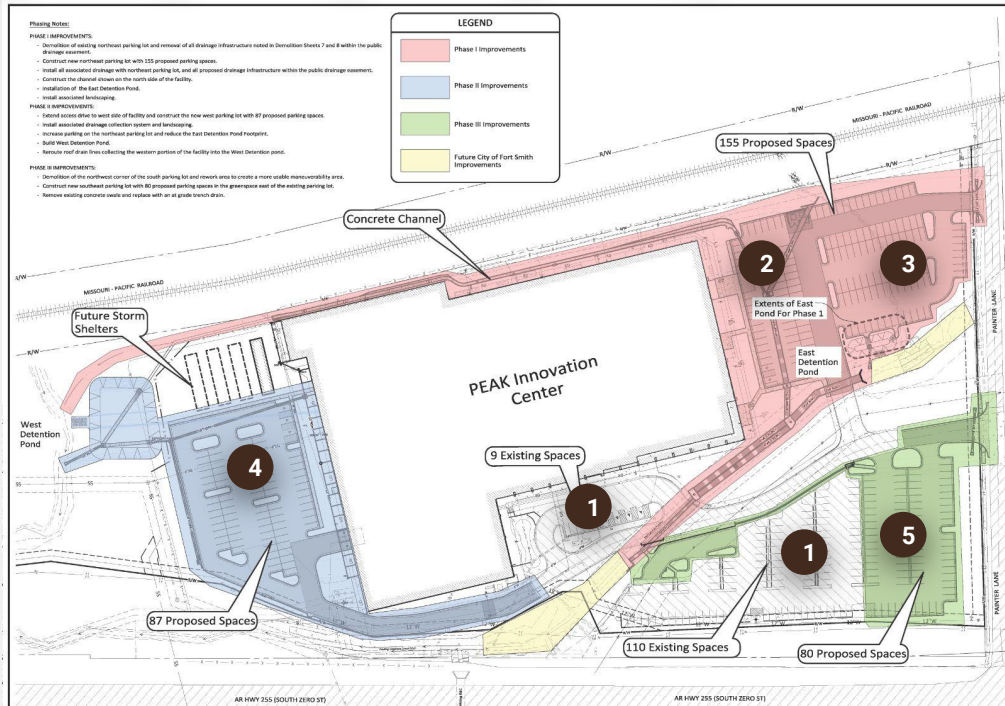 Phasing Notes:
PHASE I IMPROVEMENTS:
- Demolition of existing northeast parking lot and removal of all drainage infrastructure noted in Demolition Sheets 7 and 8 within the public
drainage easement.
- Construct new northeast parking lot with 155 proposed parking spaces.
- Install all associated drainage with northeast parking lot, and all proposed drainage infrastructure within the public drainage easement.
- Construct the channel shown on the north side of the facility.
- Installation of the East Detention Pond.
- Install associated landscaping.
PHASE II IMPROVEMENTS:
- Extend access drive to west side of facility and construct the new west parking lot with 87 proposed parking spaces.
- Install associated drainage collection system and landscaping.
- Increase parking on the northeast parking lot and reduce the East Detention Pond Footprint.
- Build West Detention Pond.
- Reroute roof drain lines collecting the western portion of the facility into the West Detention pond.
PHASE III IMPROVEMENTS:
- Demolition of the northwest corner of the south parking lot and rework area to create a more usable maneuverability area.
- Construct new southeast parking lot with 80 proposed parking spaces in the greenspace east of the existing parking lot.
- Remove existing concrete swale and replace with an at grade trench drain.
LEGEND
Phase I Improvements
Phase II Improvements
Phase III Improvements
Future City of Fort Smith
Improvements
MISSOURI - PACIFIC RAILROAD
R/W
R/W
155 Proposed Spaces
Concrete Channel
2
3
Extents of East
Pond For Phase 1
East
Detention
Pond
PAINTER LANE
R/W
MISSOURI - PACIFIC RAILROAD
Future Storm
Shelters
R/W
PEAK Innovation
Center
West
Detention
Pond
4
9 Existing Spaces
1
1
5
87 Proposed Spaces
110 Existing Spaces
80 Proposed Spaces
PAINTER LANE
AR HWY 255 (SOUTH ZERO ST)
AR HWY 255 (SOUTH ZERO ST)